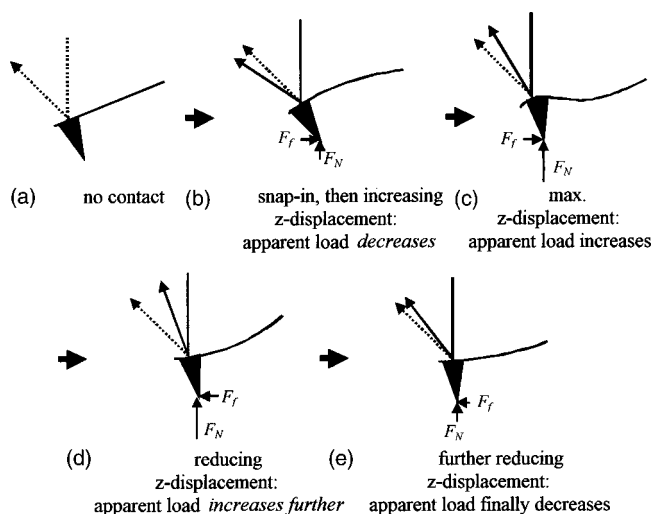 F_f
F_N
F_f
F_N
(a) no contact
(b) snap-in, then increasing
z-displacement:
apparent load decreases
(c) max.
z-displacement:
apparent load increases
F_f
F_N
F_f
F_N
(d) reducing
z-displacement:
apparent load increases further
(e) further reducing
z-displacement:
apparent load finally decreases